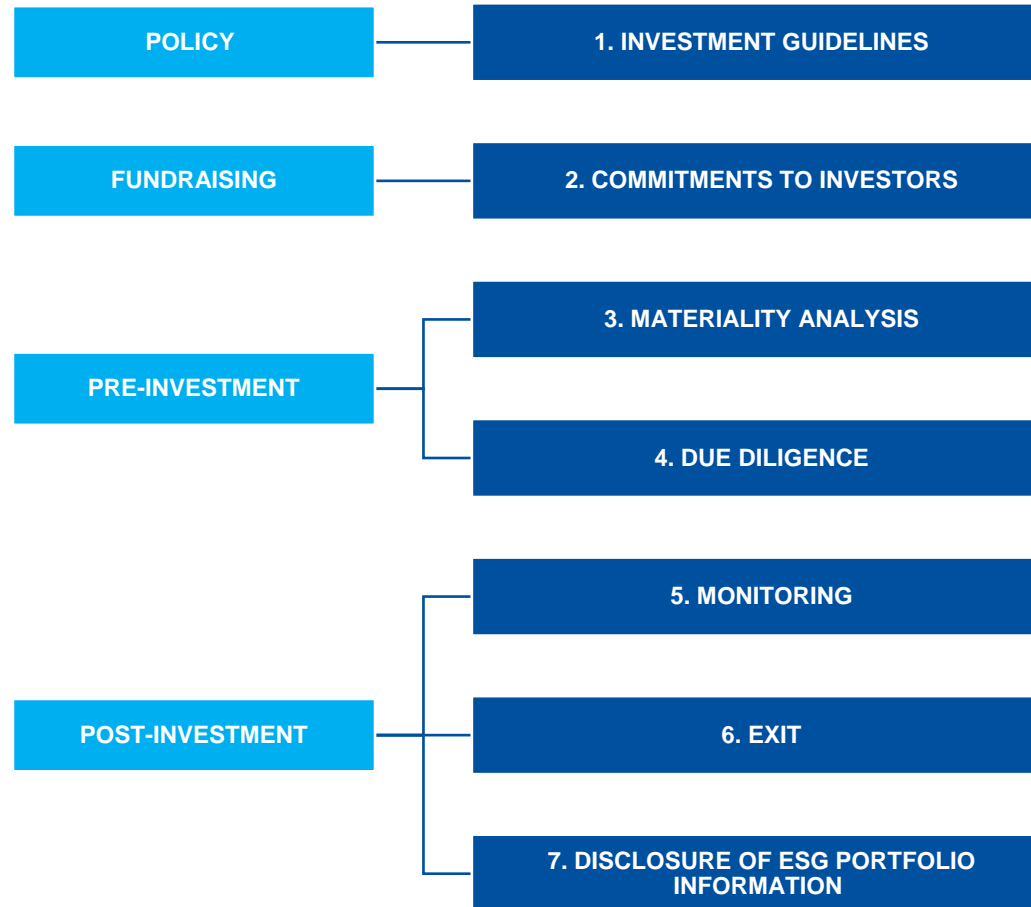 POLICY
1. INVESTMENT GUIDELINES
FUNDRAISING
2. COMMITMENTS TO INVESTORS
PRE-INVESTMENT
3. MATERIALITY ANALYSIS
4. DUE DILIGENCE
POST-INVESTMENT
5. MONITORING
6. EXIT
7. DISCLOSURE OF ESG PORTFOLIO
INFORMATION